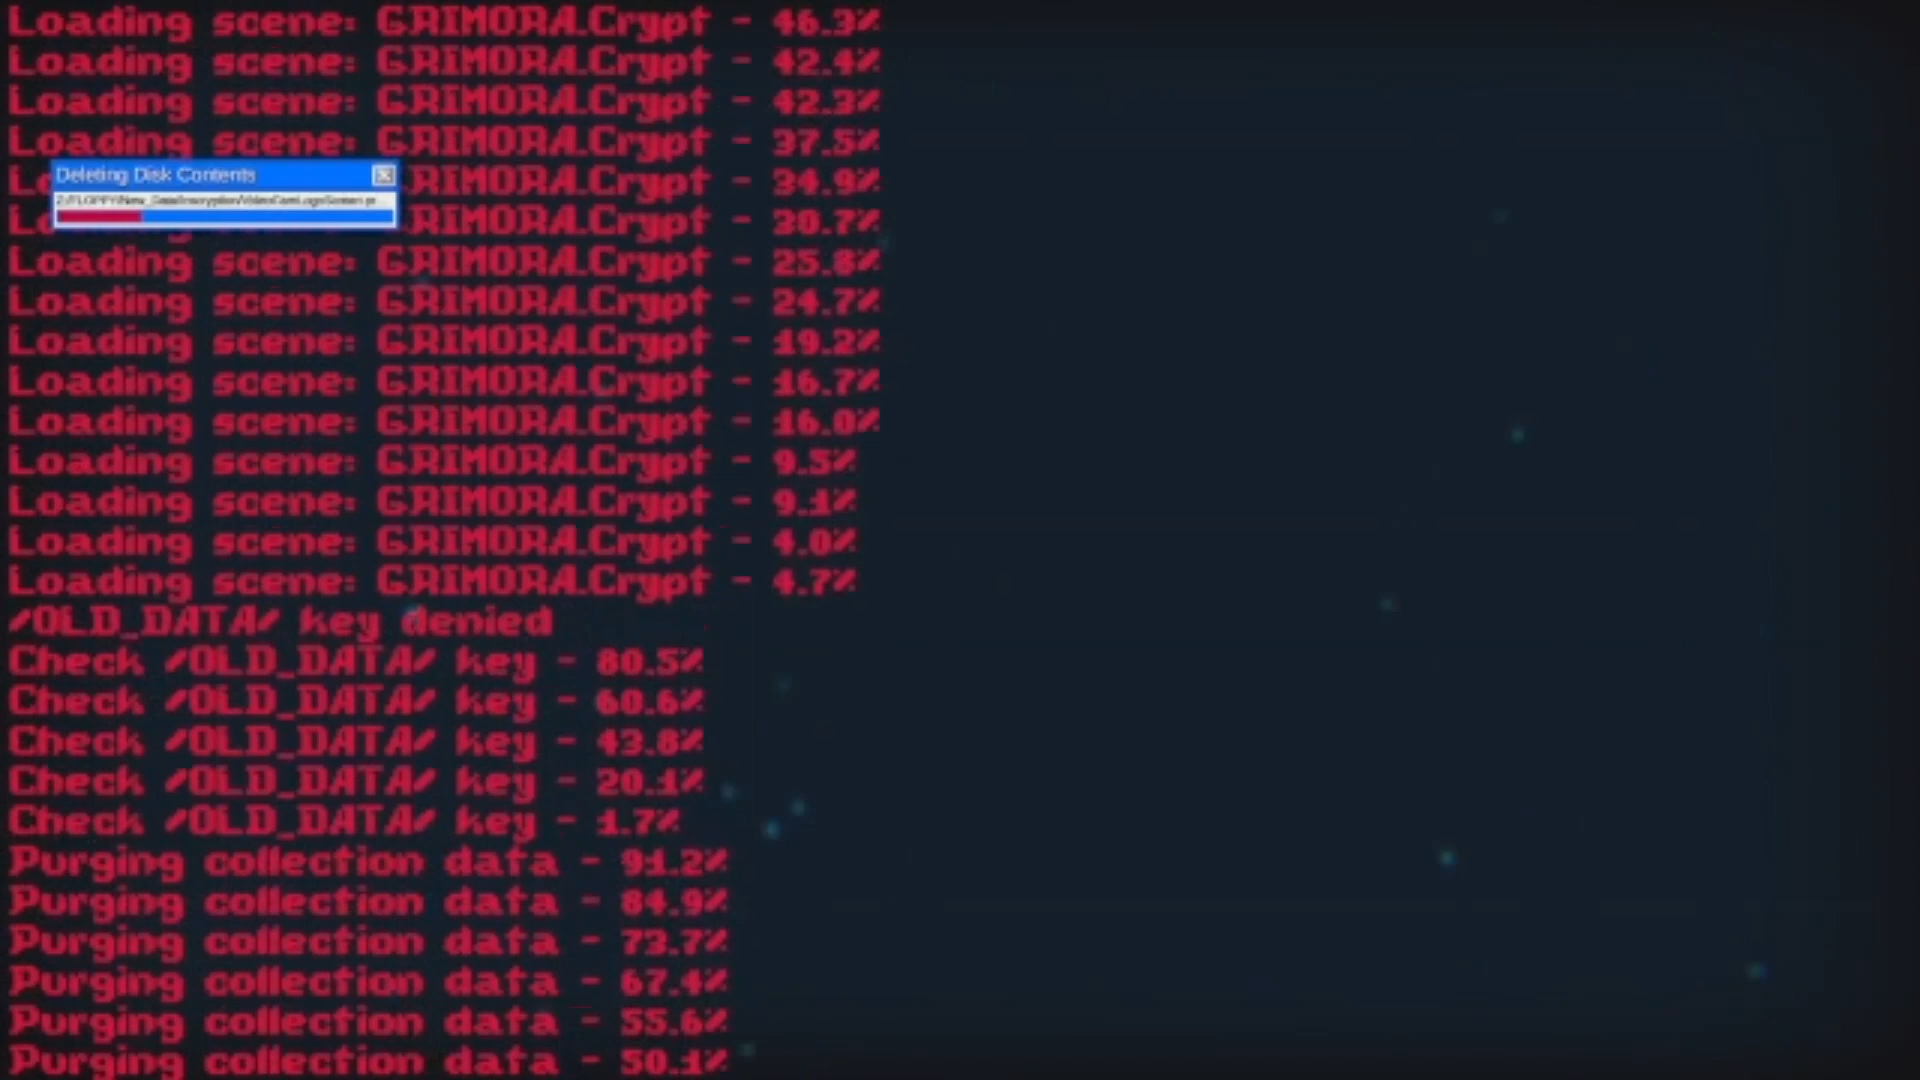 Loading scene: GRIMORA.Crypt - 46.3%
Loading scene: GRIMORA.Crypt - 42.4%
Loading scene: GRIMORA.Crypt - 42.3%
Loading scene: GRIMORA.Crypt - 37.5%
Deleting Disk Contents
GRIMORA.Crypt - 34.9%
GRIMORA.Crypt - 30.7%
Loading scene: GRIMORA.Crypt - 25.8%
Loading scene: GRIMORA.Crypt - 24.7%
Loading scene: GRIMORA.Crypt - 19.2%
Loading scene: GRIMORA.Crypt - 16.7%
Loading scene: GRIMORA.Crypt - 16.0%
Loading scene: GRIMORA.Crypt - 9.5%
Loading scene: GRIMORA.Crypt - 9.1%
Loading scene: GRIMORA.Crypt - 4.0%
Loading scene: GRIMORA.Crypt - 4.7%
/OLD_DATA/ key denied
Check /OLD_DATA/ key - 80.5%
Check /OLD_DATA/ key - 60.6%
Check /OLD_DATA/ key - 43.8%
Check /OLD_DATA/ key - 20.1%
Check /OLD_DATA/ key - 1.7%
Purging collection data - 91.2%
Purging collection data - 84.9%
Purging collection data - 73.7%
Purging collection data - 67.4%
Purging collection data - 55.6%
Purging collection data - 50.1%